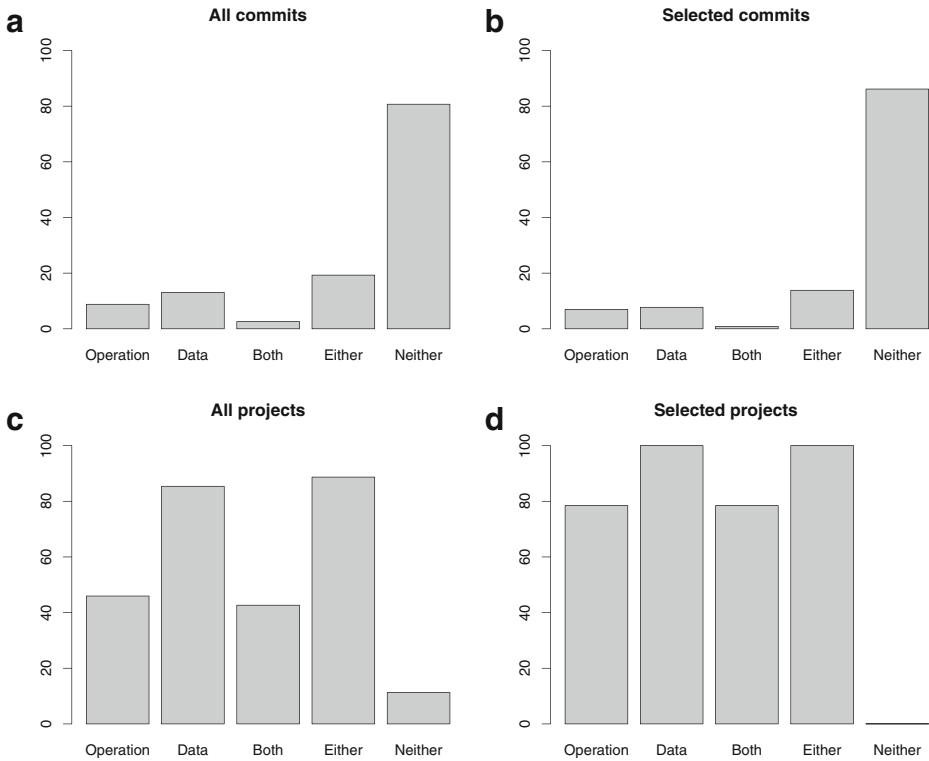 a
All commits
100
80
60
40
20
0
Operation Data Both Either Neither
b
Selected commits
100
80
60
40
20
0
Operation Data Both Either Neither
c
All projects
100
80
60
40
20
0
Operation Data Both Either Neither
d
Selected projects
100
80
60
40
20
0
Operation Data Both Either Neither